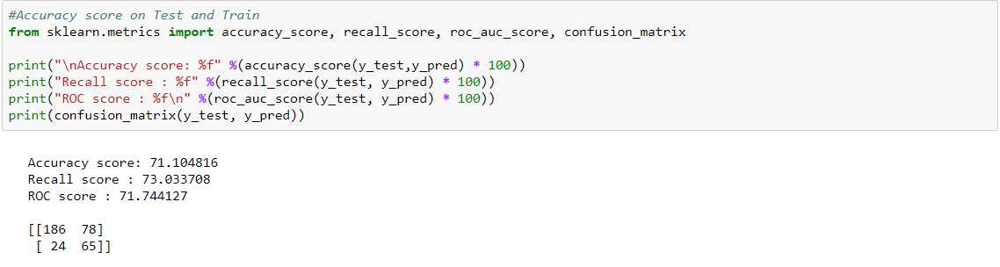 #Accuracy score on Test and Train
from sklearn.metrics import accuracy_score, recall_score, roc_auc_score, confusion_matrix
print("\nAccuracy score: %f" %(accuracy_score(y_test,y_pred) * 100))
print("Recall score : %f" %(recall_score(y_test, y_pred) * 100))
print("ROC score : %f\n" %(roc_auc_score(y_test, y_pred) * 100))
print(confusion_matrix(y_test, y_pred))
Accuracy score: 71.104816
Recall score : 73.033708
ROC score : 71.744127
[[186  78]
 [ 24  65]]